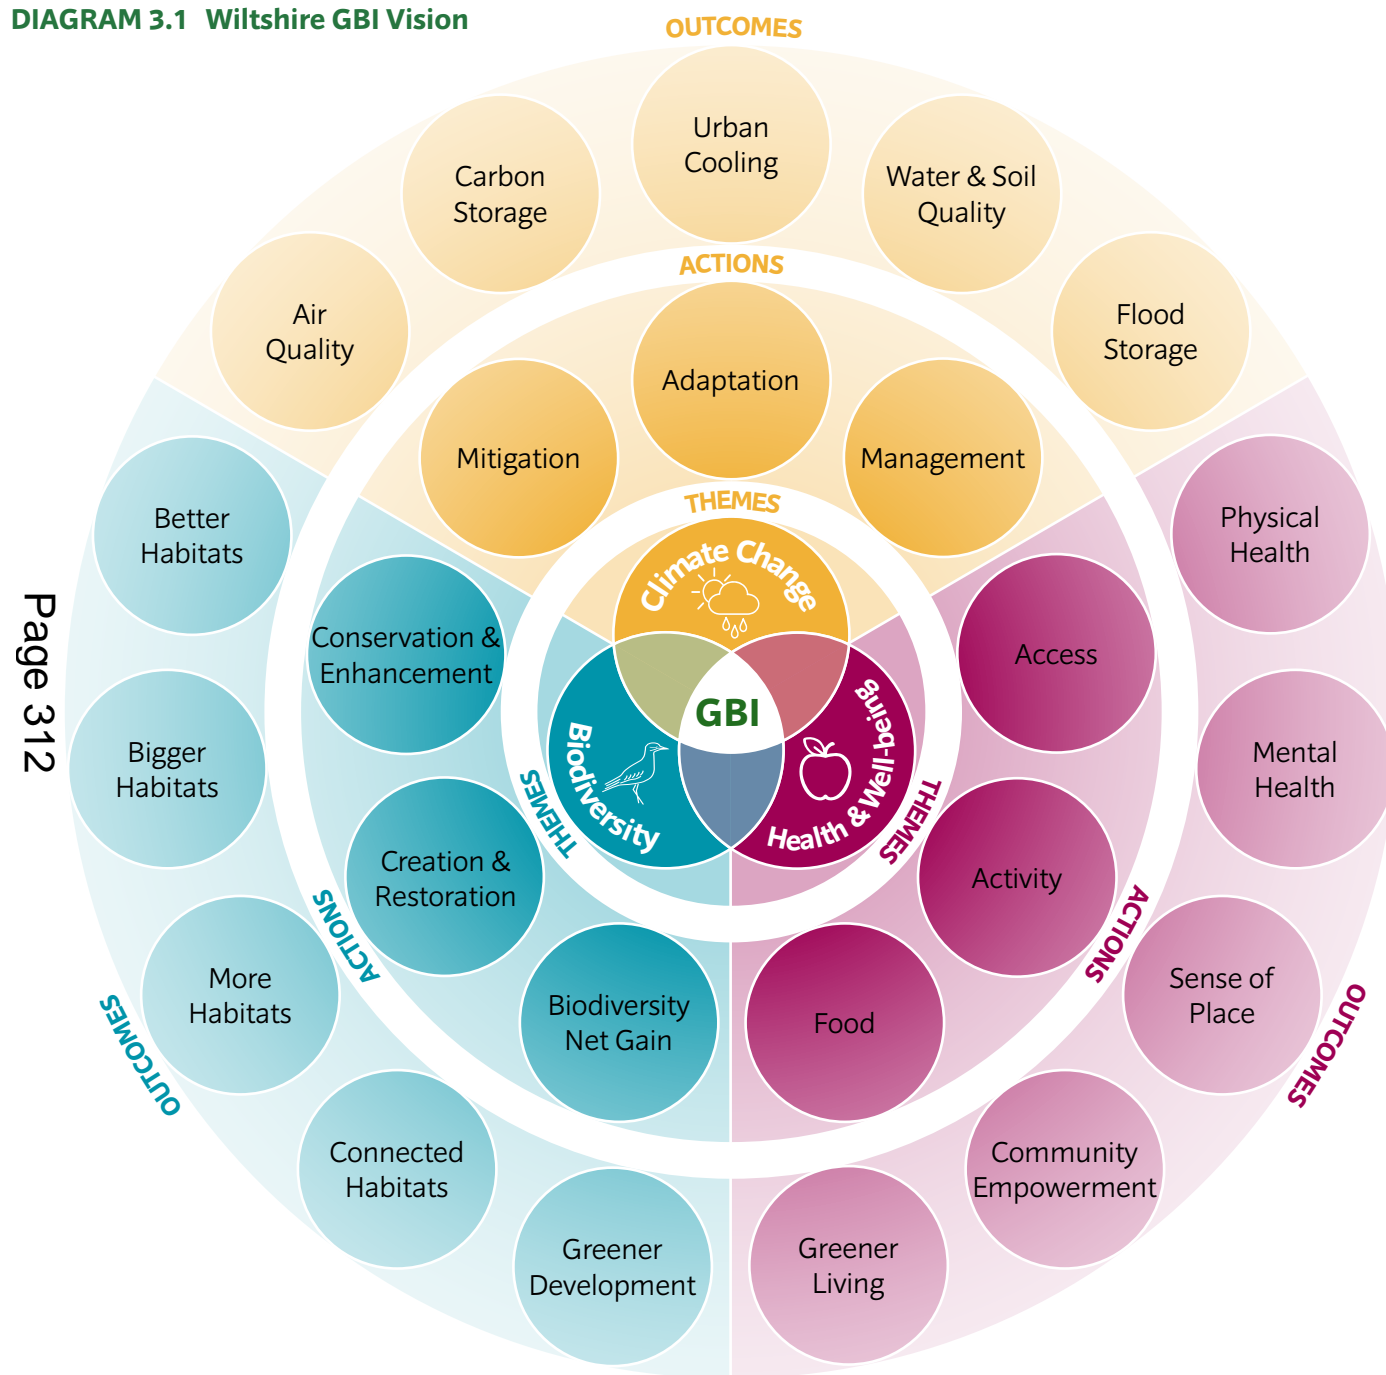 DIAGRAM 3.1 Wiltshire GBI Vision
OUTCOMES
Urban
Cooling
Carbon
Storage
Water & Soil
Quality
Air
Quality
Flood
Storage
ACTIONS
Adaptation
Mitigation
Management
THEMES
Climate Change
GBI
Biodiversity
Health & Well-being
THEMES
THEMES
Conservation &
Enhancement
Creation &
Restoration
Biodiversity
Net Gain
ACTIONS
Access
Activity
Food
ACTIONS
Better
Habitats
Bigger
Habitats
More
Habitats
Connected
Habitats
Greener
Development
OUTCOMES
Physical
Health
Mental
Health
Sense of
Place
Community
Empowerment
Greener
Living
OUTCOMES
Page 312